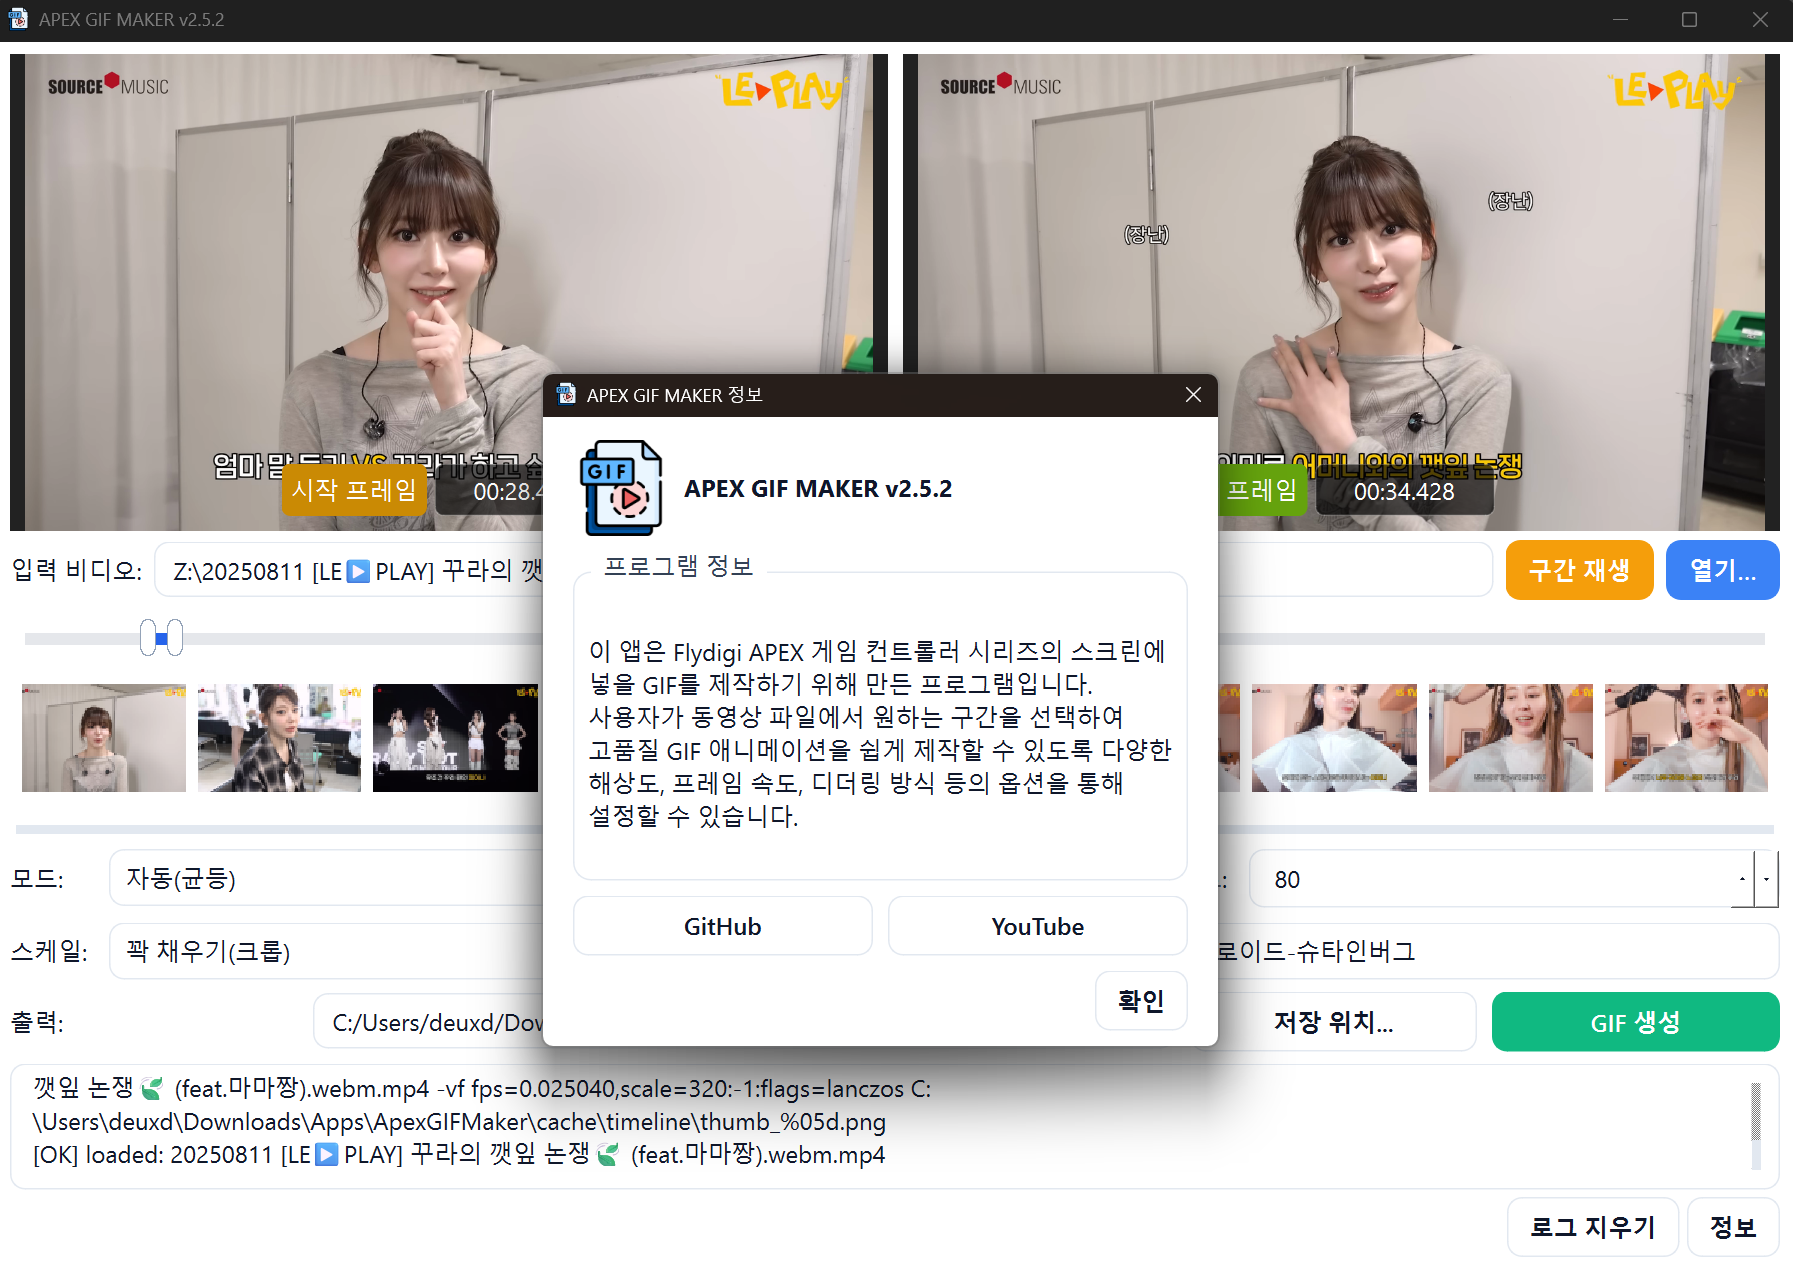 APEX GIF MAKER v2.5.2
SOURCE MUSIC
LE PLAY
SOURCE MUSIC
LE PLAY
(장난)
(장난)
엄마 말
VS
어머니와의 깻잎 논쟁
시작 프레임
00:28.4
프레임
00:34.428
입력 비디오:
Z:\20250811 [LE▶️PLAY] 꾸라의 깻
구간 재생
열기...
APEX GIF MAKER 정보
APEX GIF MAKER v2.5.2
프로그램 정보
이 앱은 Flydigi APEX 게임 컨트롤러 시리즈의 스크린에
넣을 GIF를 제작하기 위해 만든 프로그램입니다.
사용자가 동영상 파일에서 원하는 구간을 선택하여
고품질 GIF 애니메이션을 쉽게 제작할 수 있도록 다양한
해상도, 프레임 속도, 디더링 방식 등의 옵션을 통해
설정할 수 있습니다.
GitHub
YouTube
확인
모드:
자동(균등)
80
스케일:
꽉 채우기(크롭)
로이드-슈타인버그
출력:
C:/Users/deuxd/Dow
저장 위치...
GIF 생성
깻잎 논쟁🍃 (feat.마마짱).webm.mp4 -vf fps=0.025040,scale=320:-1:flags=lanczos C:
\Users\deuxd\Downloads\Apps\ApexGIFMaker\cache\timeline\thumb_%05d.png
[OK] loaded: 20250811 [LE▶️PLAY] 꾸라의 깻잎 논쟁🍃 (feat.마마짱).webm.mp4
로그 지우기
정보